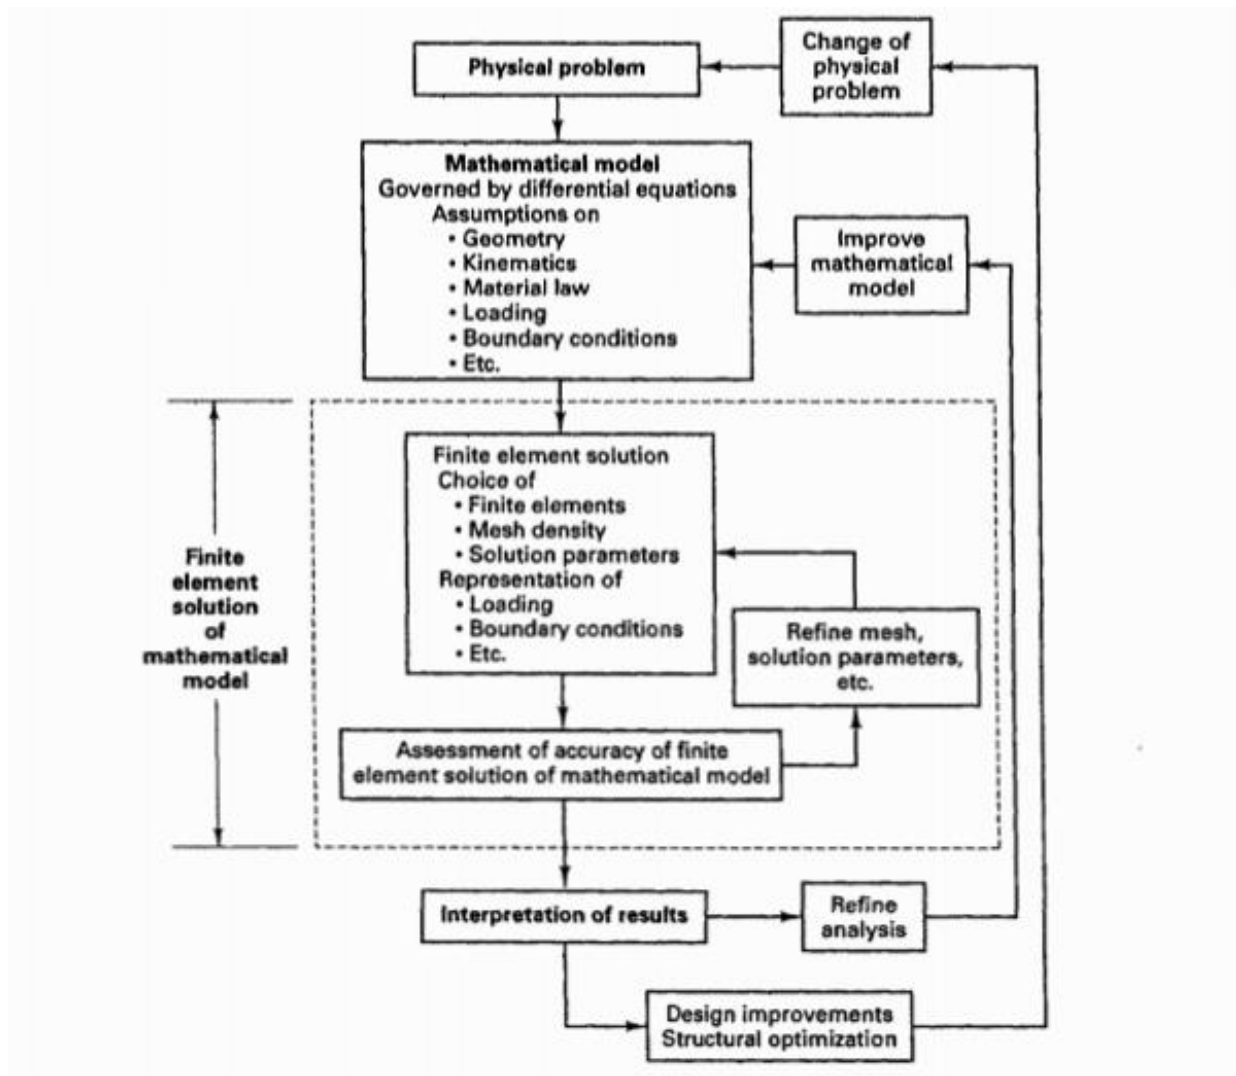 Physical problem
Change of
physical
problem
Mathematical model
Governed by differential equations
Assumptions on
• Geometry
• Kinematics
• Material law
• Loading
• Boundary conditions
• Etc.
Improve
mathematical
model
Finite element solution
Choice of
• Finite elements
• Mesh density
• Solution parameters
Representation of
• Loading
• Boundary conditions
• Etc.
Finite
element
solution
of
mathematical
model
Refine mesh,
solution parameters,
etc.
Assessment of accuracy of finite
element solution of mathematical model
Interpretation of results
Refine
analysis
Design improvements
Structural optimization